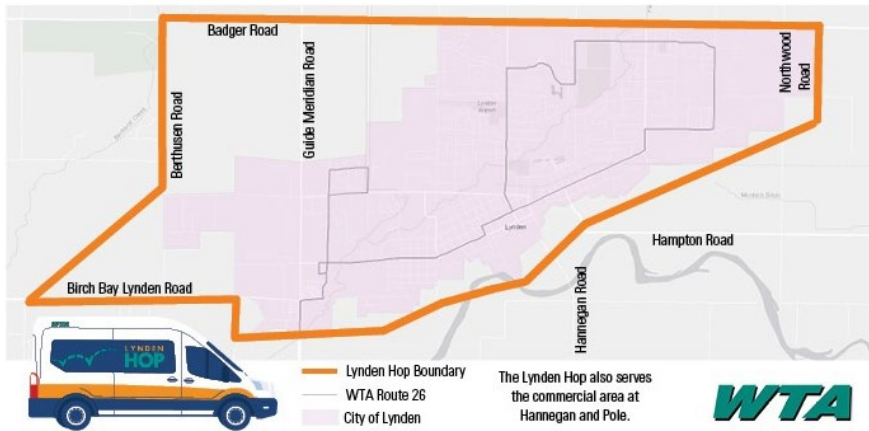 Badger Road
Guide Meridian Road
Berthusen Road
Northwood
Road
Lynden
Airport
Lynden
Hampton Road
Birch Bay Lynden Road
Hannegan Road
LYNDEN
HOP
Lynden Hop Boundary
WTA Route 26
City of Lynden
The Lynden Hop also serves
the commercial area at
Hannegan and Pole.
WTA